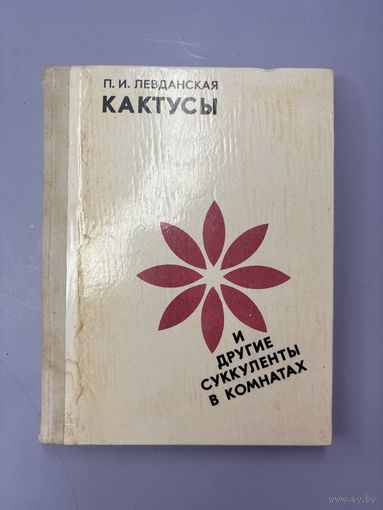 П. И. ЛЕВДАНСКАЯ
КАКТУСЫ
И
ДРУГИЕ
СУККУЛЕНТЫ
В КОМНАТАХ
www.ay.by